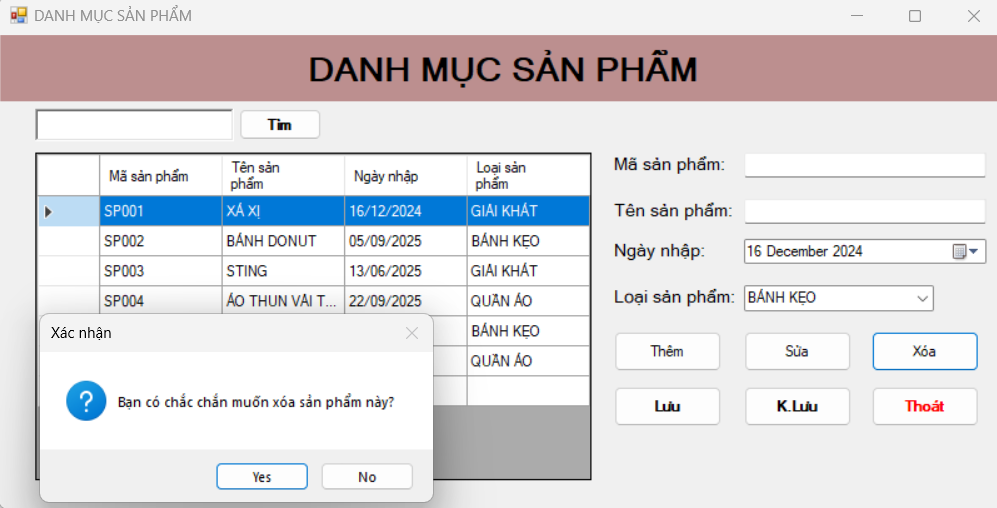 DANH MỤC SẢN PHẨM
DANH MỤC SẢN PHẨM
Tìm
Mã sản phẩm Tên sản phẩm Ngày nhập Loại sản phẩm
SP001 XÁ XỊ 16/12/2024 GIẢI KHÁT
SP002 BÁNH DONUT 05/09/2025 BÁNH KẸO
SP003 STING 13/06/2025 GIẢI KHÁT
SP004 ÁO THUN VẢI T... 22/09/2025 QUẦN ÁO
BÁNH KẸO
QUẦN ÁO
Mã sản phẩm:
Tên sản phẩm:
Ngày nhập: 16 December 2024
Loại sản phẩm: BÁNH KẸO
Thêm Sửa Xóa
Lưu K.Lưu Thoát
Xác nhận
Bạn có chắc chắn muốn xóa sản phẩm này?
Yes No